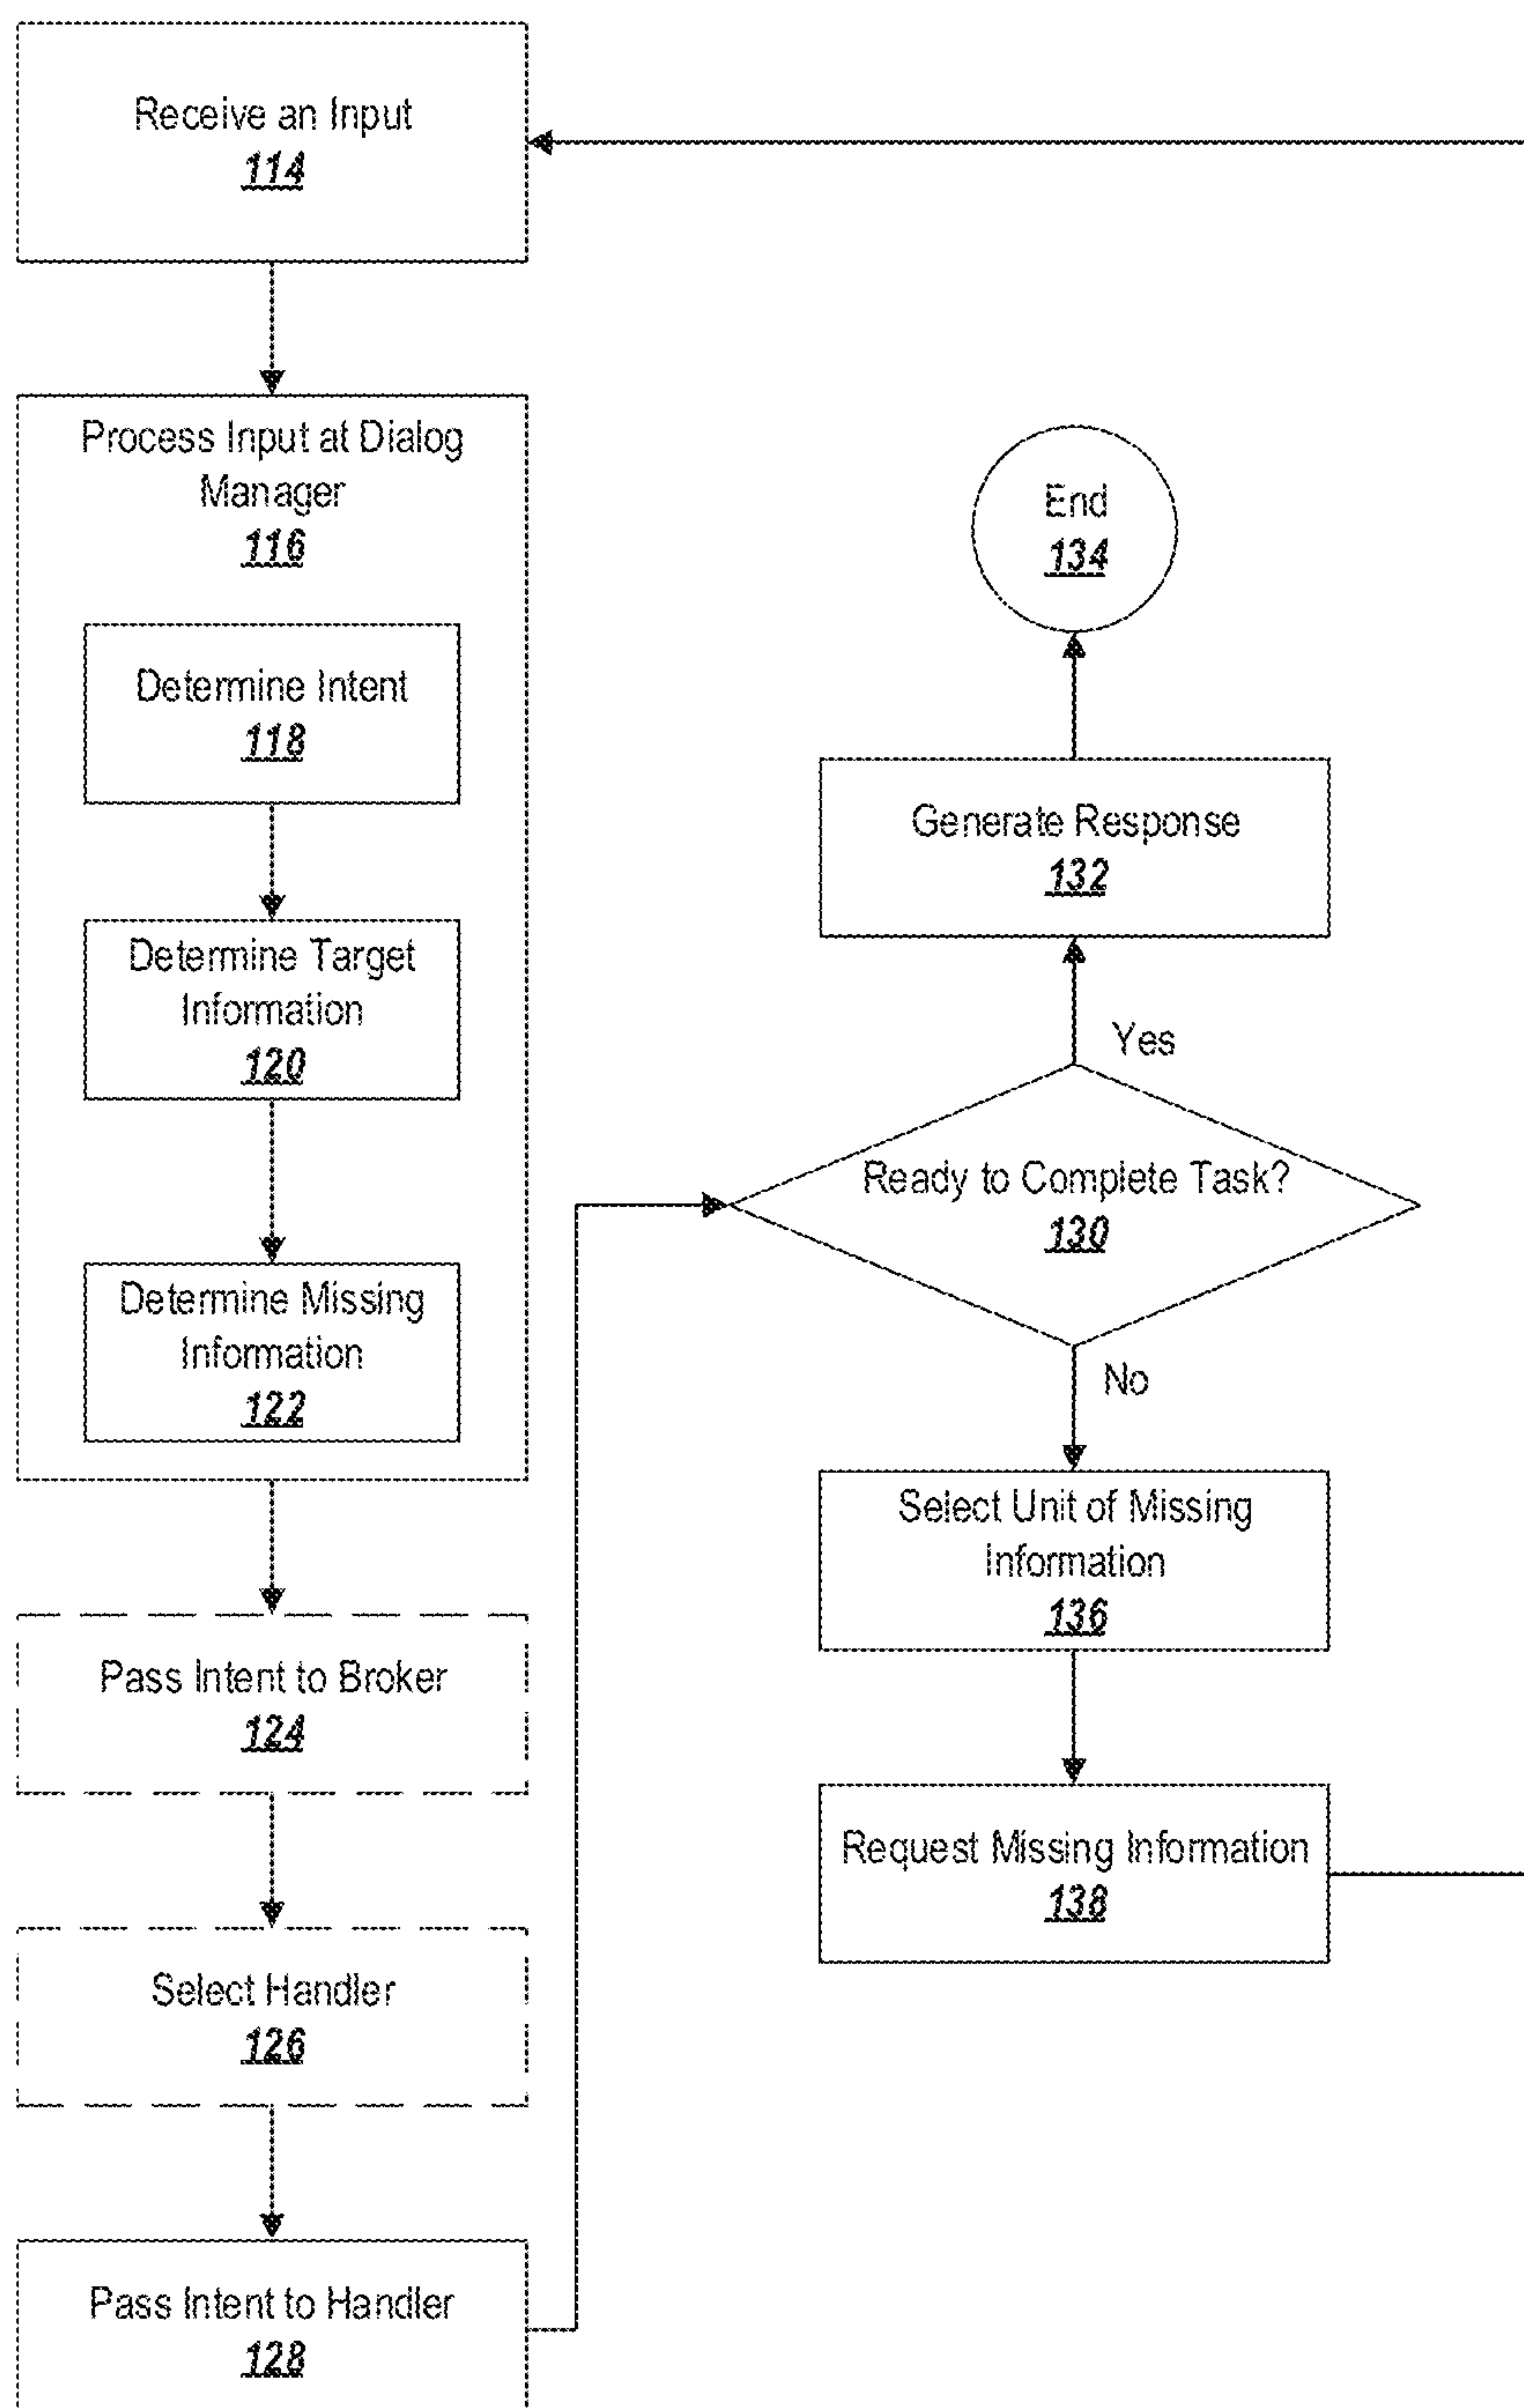 Receive an Input
114
Process Input at Dialog
Manager
116
Determine Intent
118
Determine Target
Information
120
Determine Missing
Information
122
Pass Intent to Broker
124
Select Handler
126
Pass Intent to Handler
128
End
134
Generate Response
132
Yes
Ready to Complete Task?
130
No
Select Unit of Missing
Information
136
Request Missing Information
138